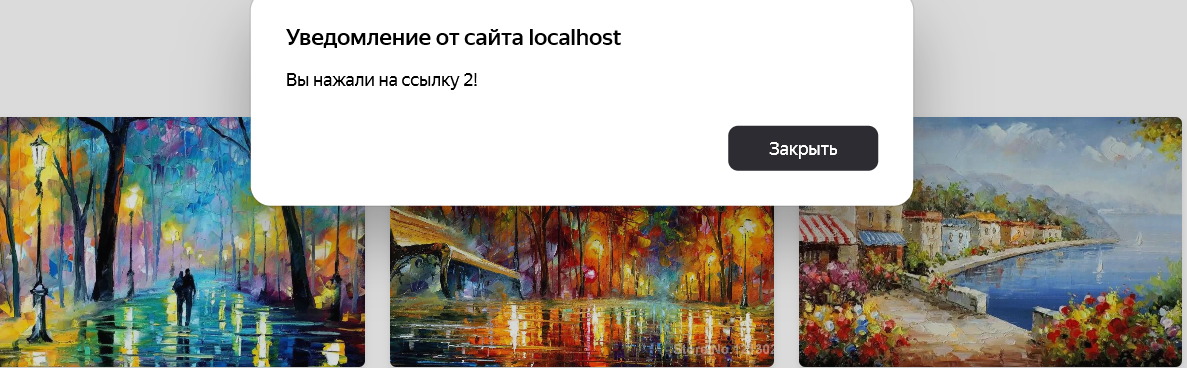 Уведомление от сайта localhost
Вы нажали на ссылку 2!
Закрыть